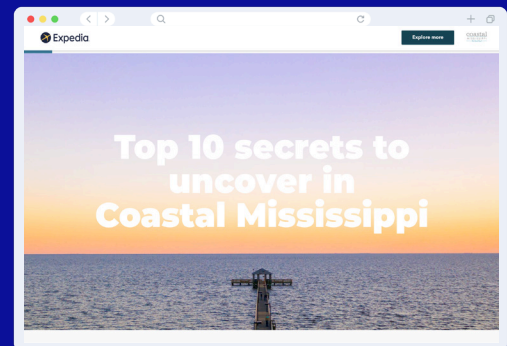 Expedia
Explore more
coastal
Top 10 secrets to
uncover in
Coastal Mississippi